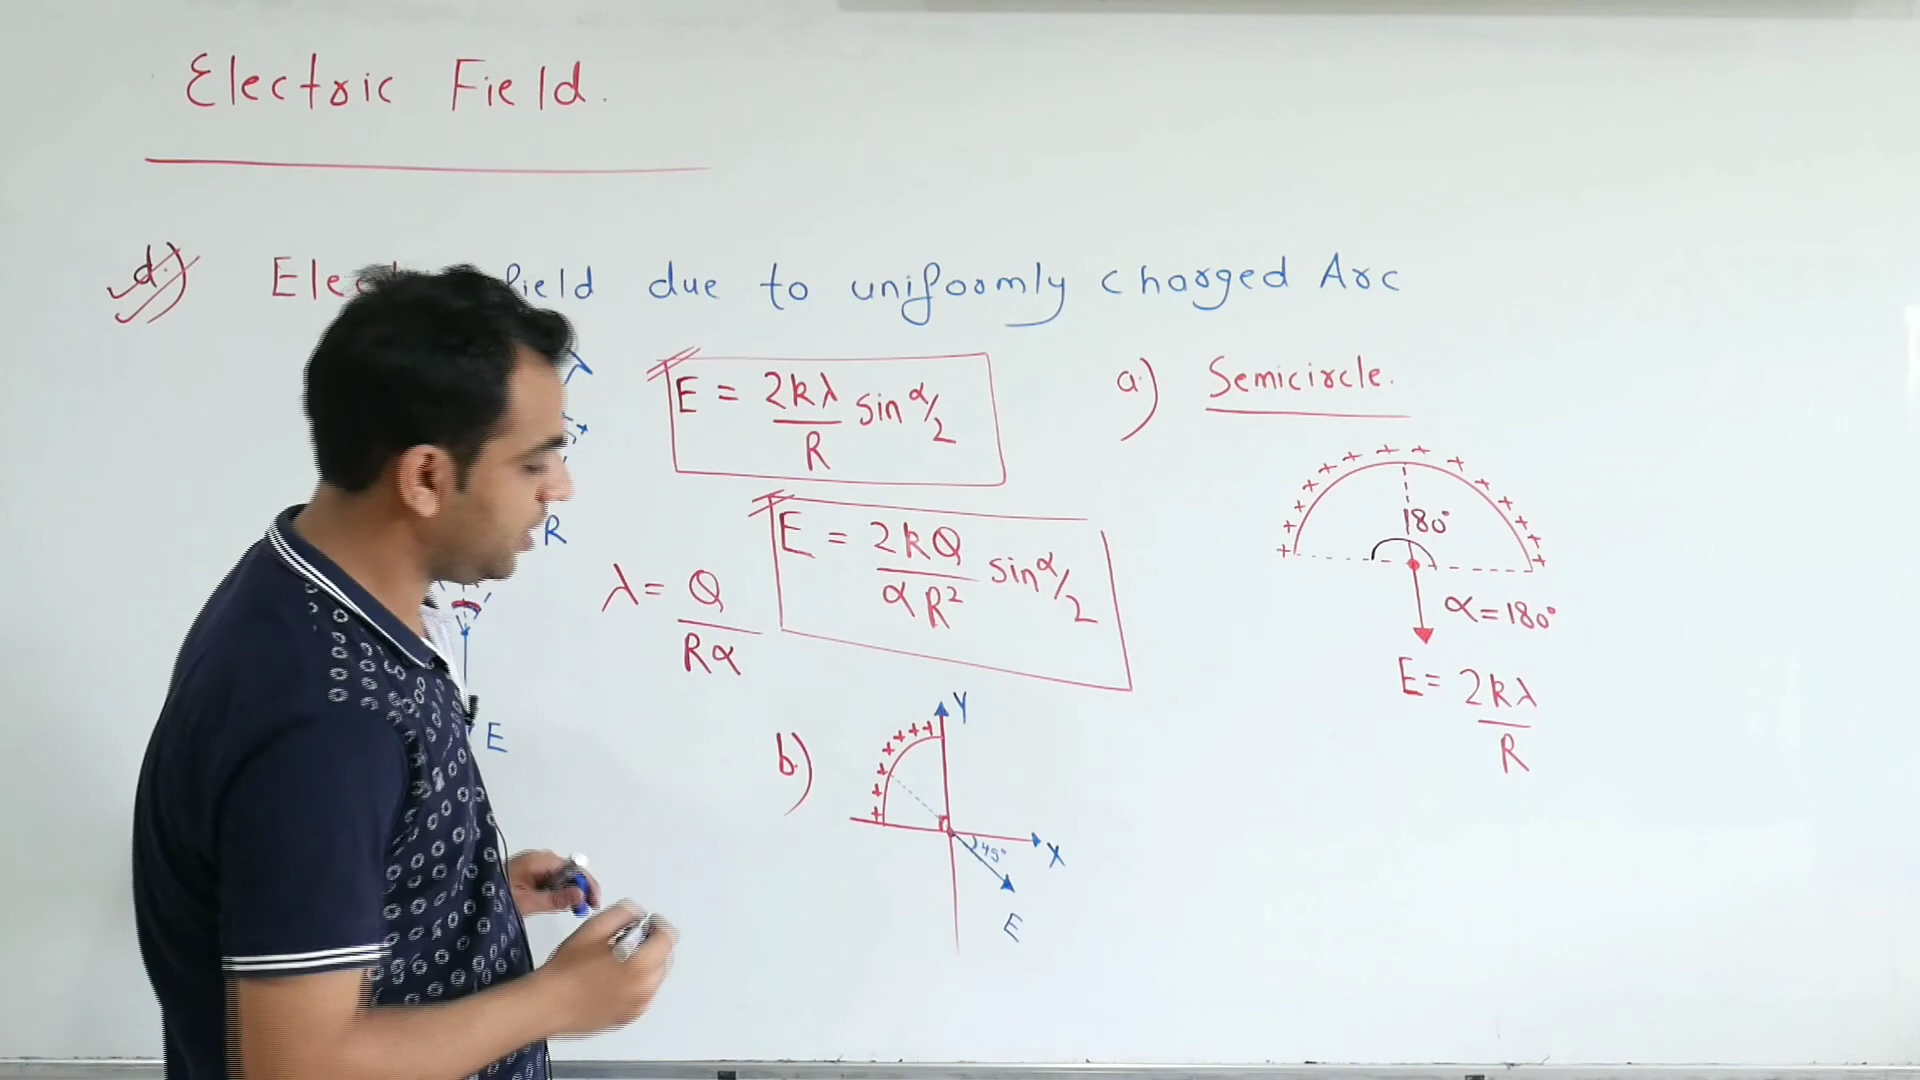 Electric Field.
d.) field due to uniformly charged Arc
λ
R
E
E = 2kλ/R sin α/2
λ = Q/Rα
E = 2kQ/αR² sin α/2
a.) Semicircle.
+ + + + + + + + + + + + + +
180°
α = 180°
E = 2kλ/R
b.)
Y
+ + + + + + + +
X
45°
E